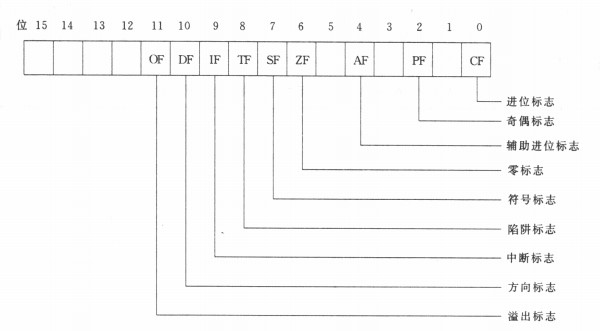 位 15 14 13 12 11 10 9 8 7 6 5 4 3 2 1 0
OF DF IF TF SF ZF AF PF CF
进位标志
奇偶标志
辅助进位标志
零标志
符号标志
陷阱标志
中断标志
方向标志
溢出标志